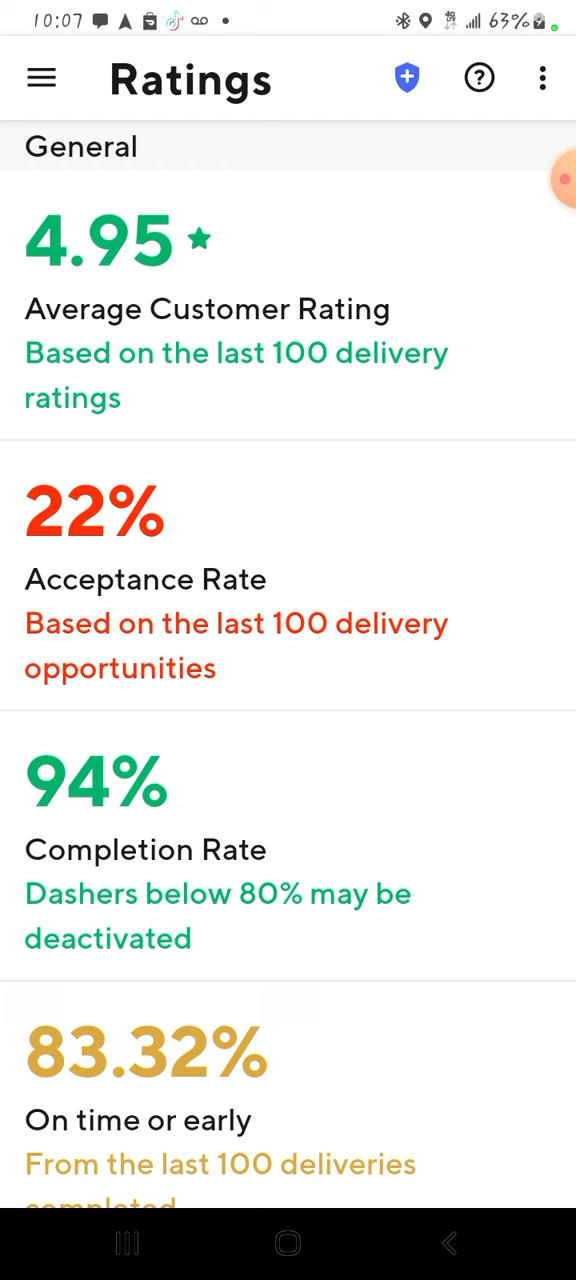 10:07
63%
Ratings
General
4.95
Average Customer Rating
Based on the last 100 delivery
ratings
22%
Acceptance Rate
Based on the last 100 delivery
opportunities
94%
Completion Rate
Dashers below 80% may be
deactivated
83.32%
On time or early
From the last 100 deliveries
completed